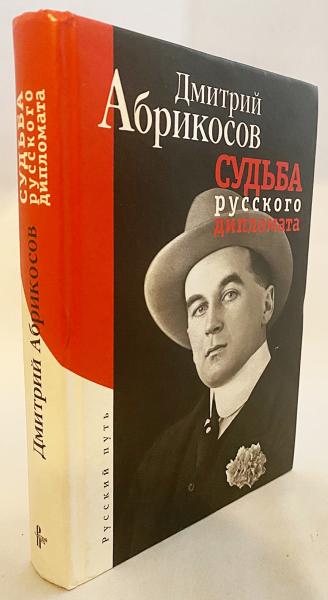 Дмитрий
Абрикосов
СУДЬБА
русского
дипломата
Русский путь
Дмитрий Абрикосов
СУДЬБА
русского
дипломата